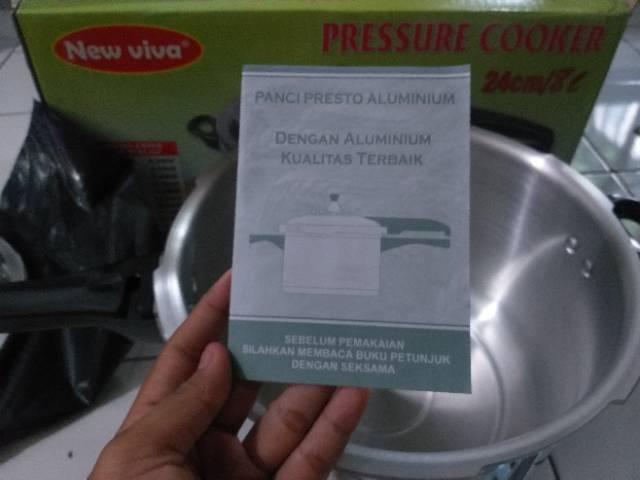 New viva®
PRESSURE COOKER
24cm/8ℓ
PANCI PRESTO ALUMINIUM
DENGAN ALUMINIUM
KUALITAS TERBAIK
SEBELUM PEMAKAIAN
SILAHKAN MEMBACA BUKU PETUNJUK
DENGAN SEKSAMA